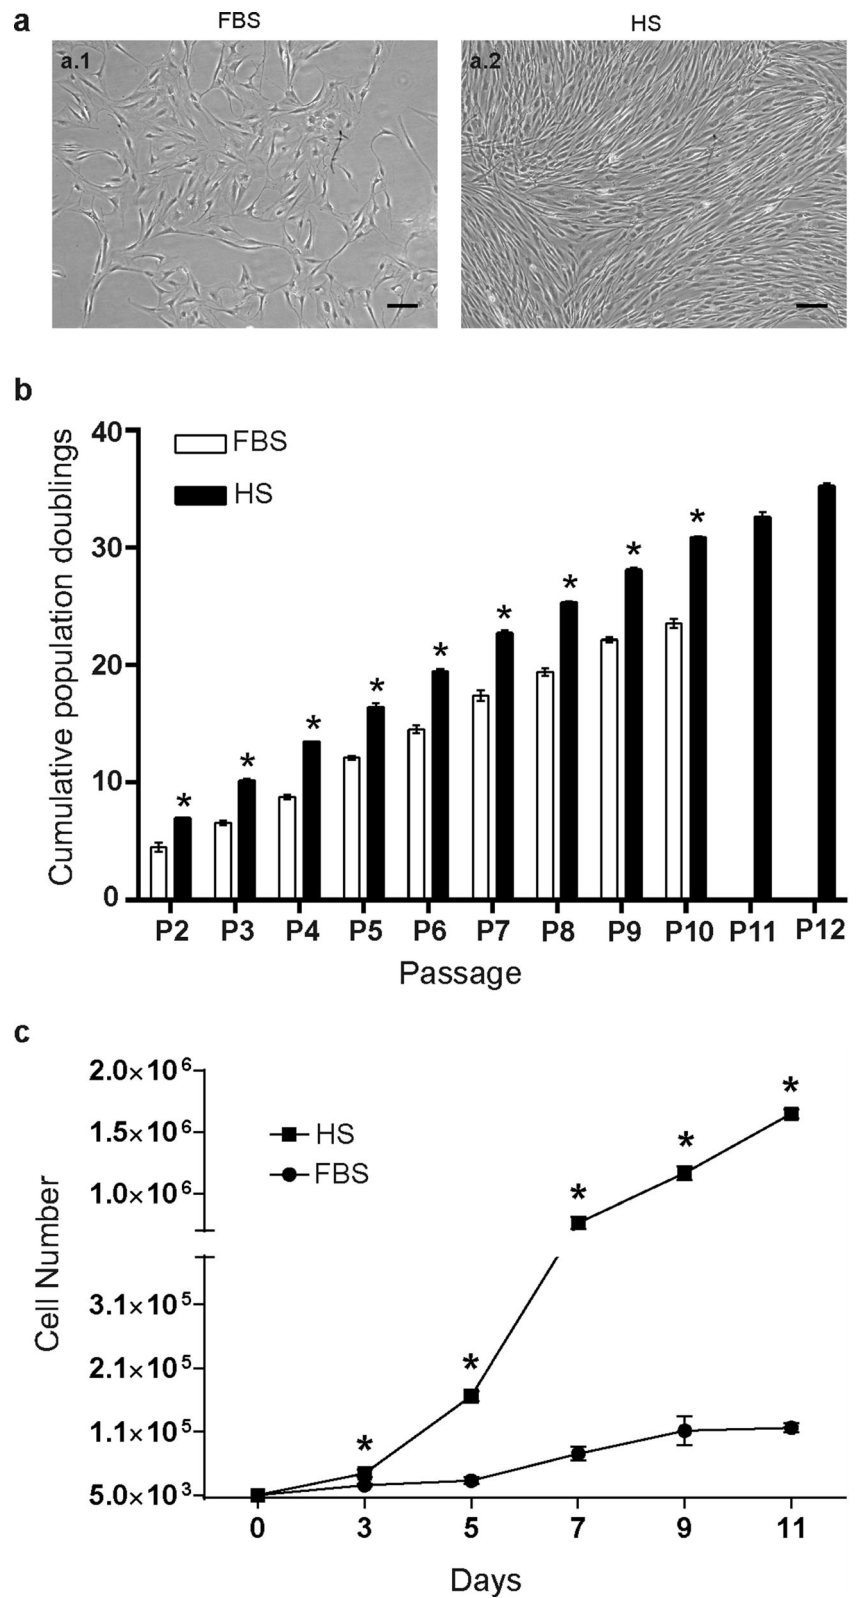 a
FBS
HS
a.1
a.2
b
Cumulative population doublings
40
30
20
10
0
FBS
HS
* * * * * * * * *
P2 P3 P4 P5 P6 P7 P8 P9 P10 P11 P12
Passage
c
Cell Number
2.0×10⁶
1.5×10⁶
1.0×10⁶
3.1×10⁵
2.1×10⁵
1.1×10⁵
5.0×10³
HS
FBS
* * * * *
0 3 5 7 9 11
Days